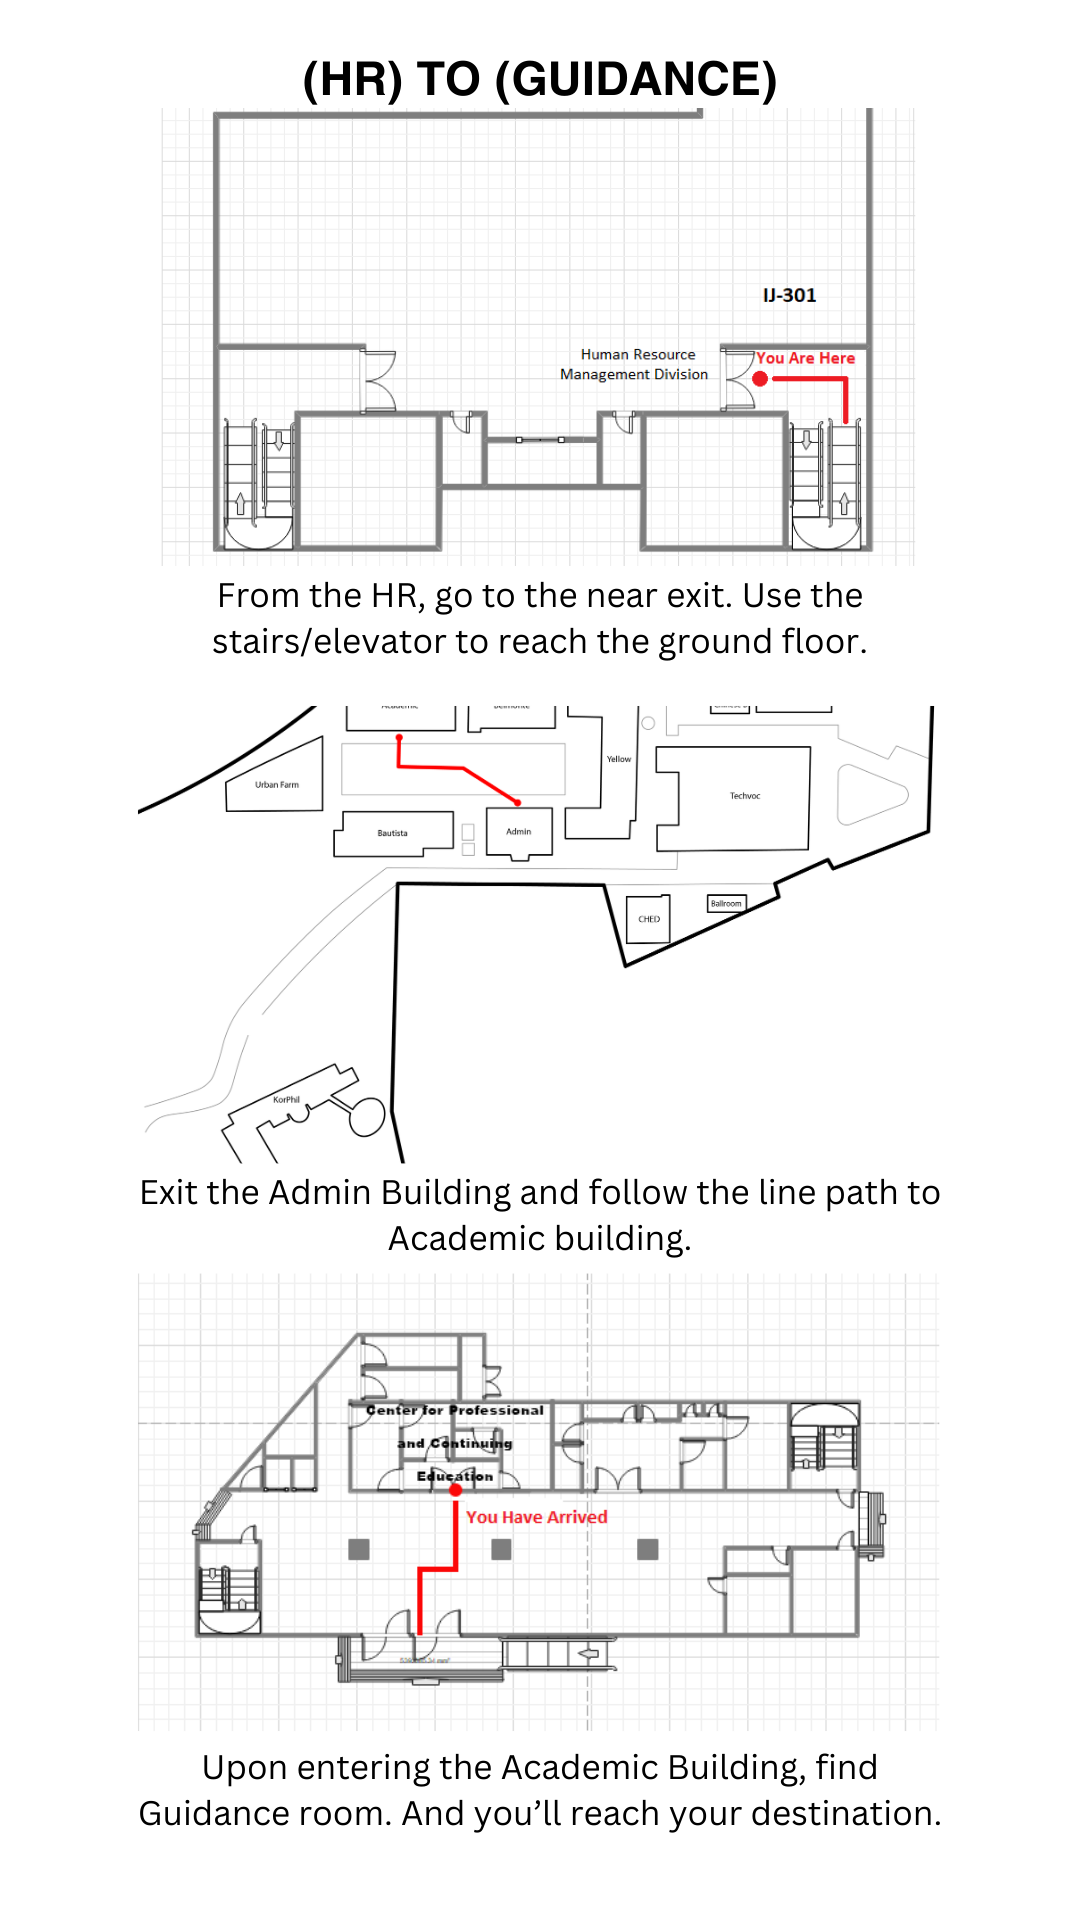 (HR) TO (GUIDANCE)
IJ-301
Human Resource
Management Division
You Are Here
From the HR, go to the near exit. Use the
stairs/elevator to reach the ground floor.
Academic
Belmonte
Urban Farm
Yellow
Techvoc
Bautista
Admin
CHED
Ballroom
KorPhil
Exit the Admin Building and follow the line path to
Academic building.
Center for Professional
and Continuing
Education
You Have Arrived
Upon entering the Academic Building, find
Guidance room. And you’ll reach your destination.